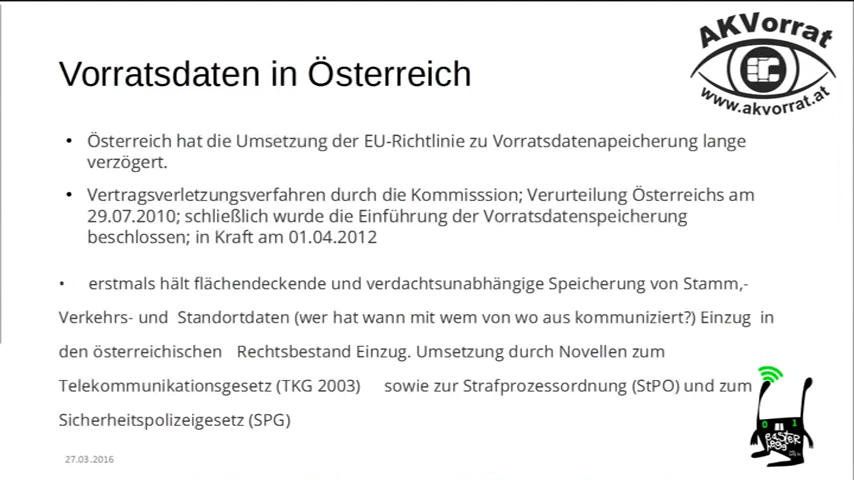 AKVorrat
www.akvorrat.at
Vorratsdaten in Österreich
• Österreich hat die Umsetzung der EU-Richtlinie zu Vorratsdatenapeicherung lange
verzögert.
• Vertragsverletzungsverfahren durch die Kommisssion; Verurteilung Österreichs am
29.07.2010; schließlich wurde die Einführung der Vorratsdatenspeicherung
beschlossen; in Kraft am 01.04.2012
• erstmals hält flächendeckende und verdachtsunabhängige Speicherung von Stamm,-
Verkehrs- und Standortdaten (wer hat wann mit wem von wo aus kommuniziert?) Einzug in
den österreichischen Rechtsbestand Einzug. Umsetzung durch Novellen zum
Telekommunikationsgesetz (TKG 2003) sowie zur Strafprozessordnung (StPO) und zum
Sicherheitspolizeigesetz (SPG)
0 1
easter
hegg
27.03.2016